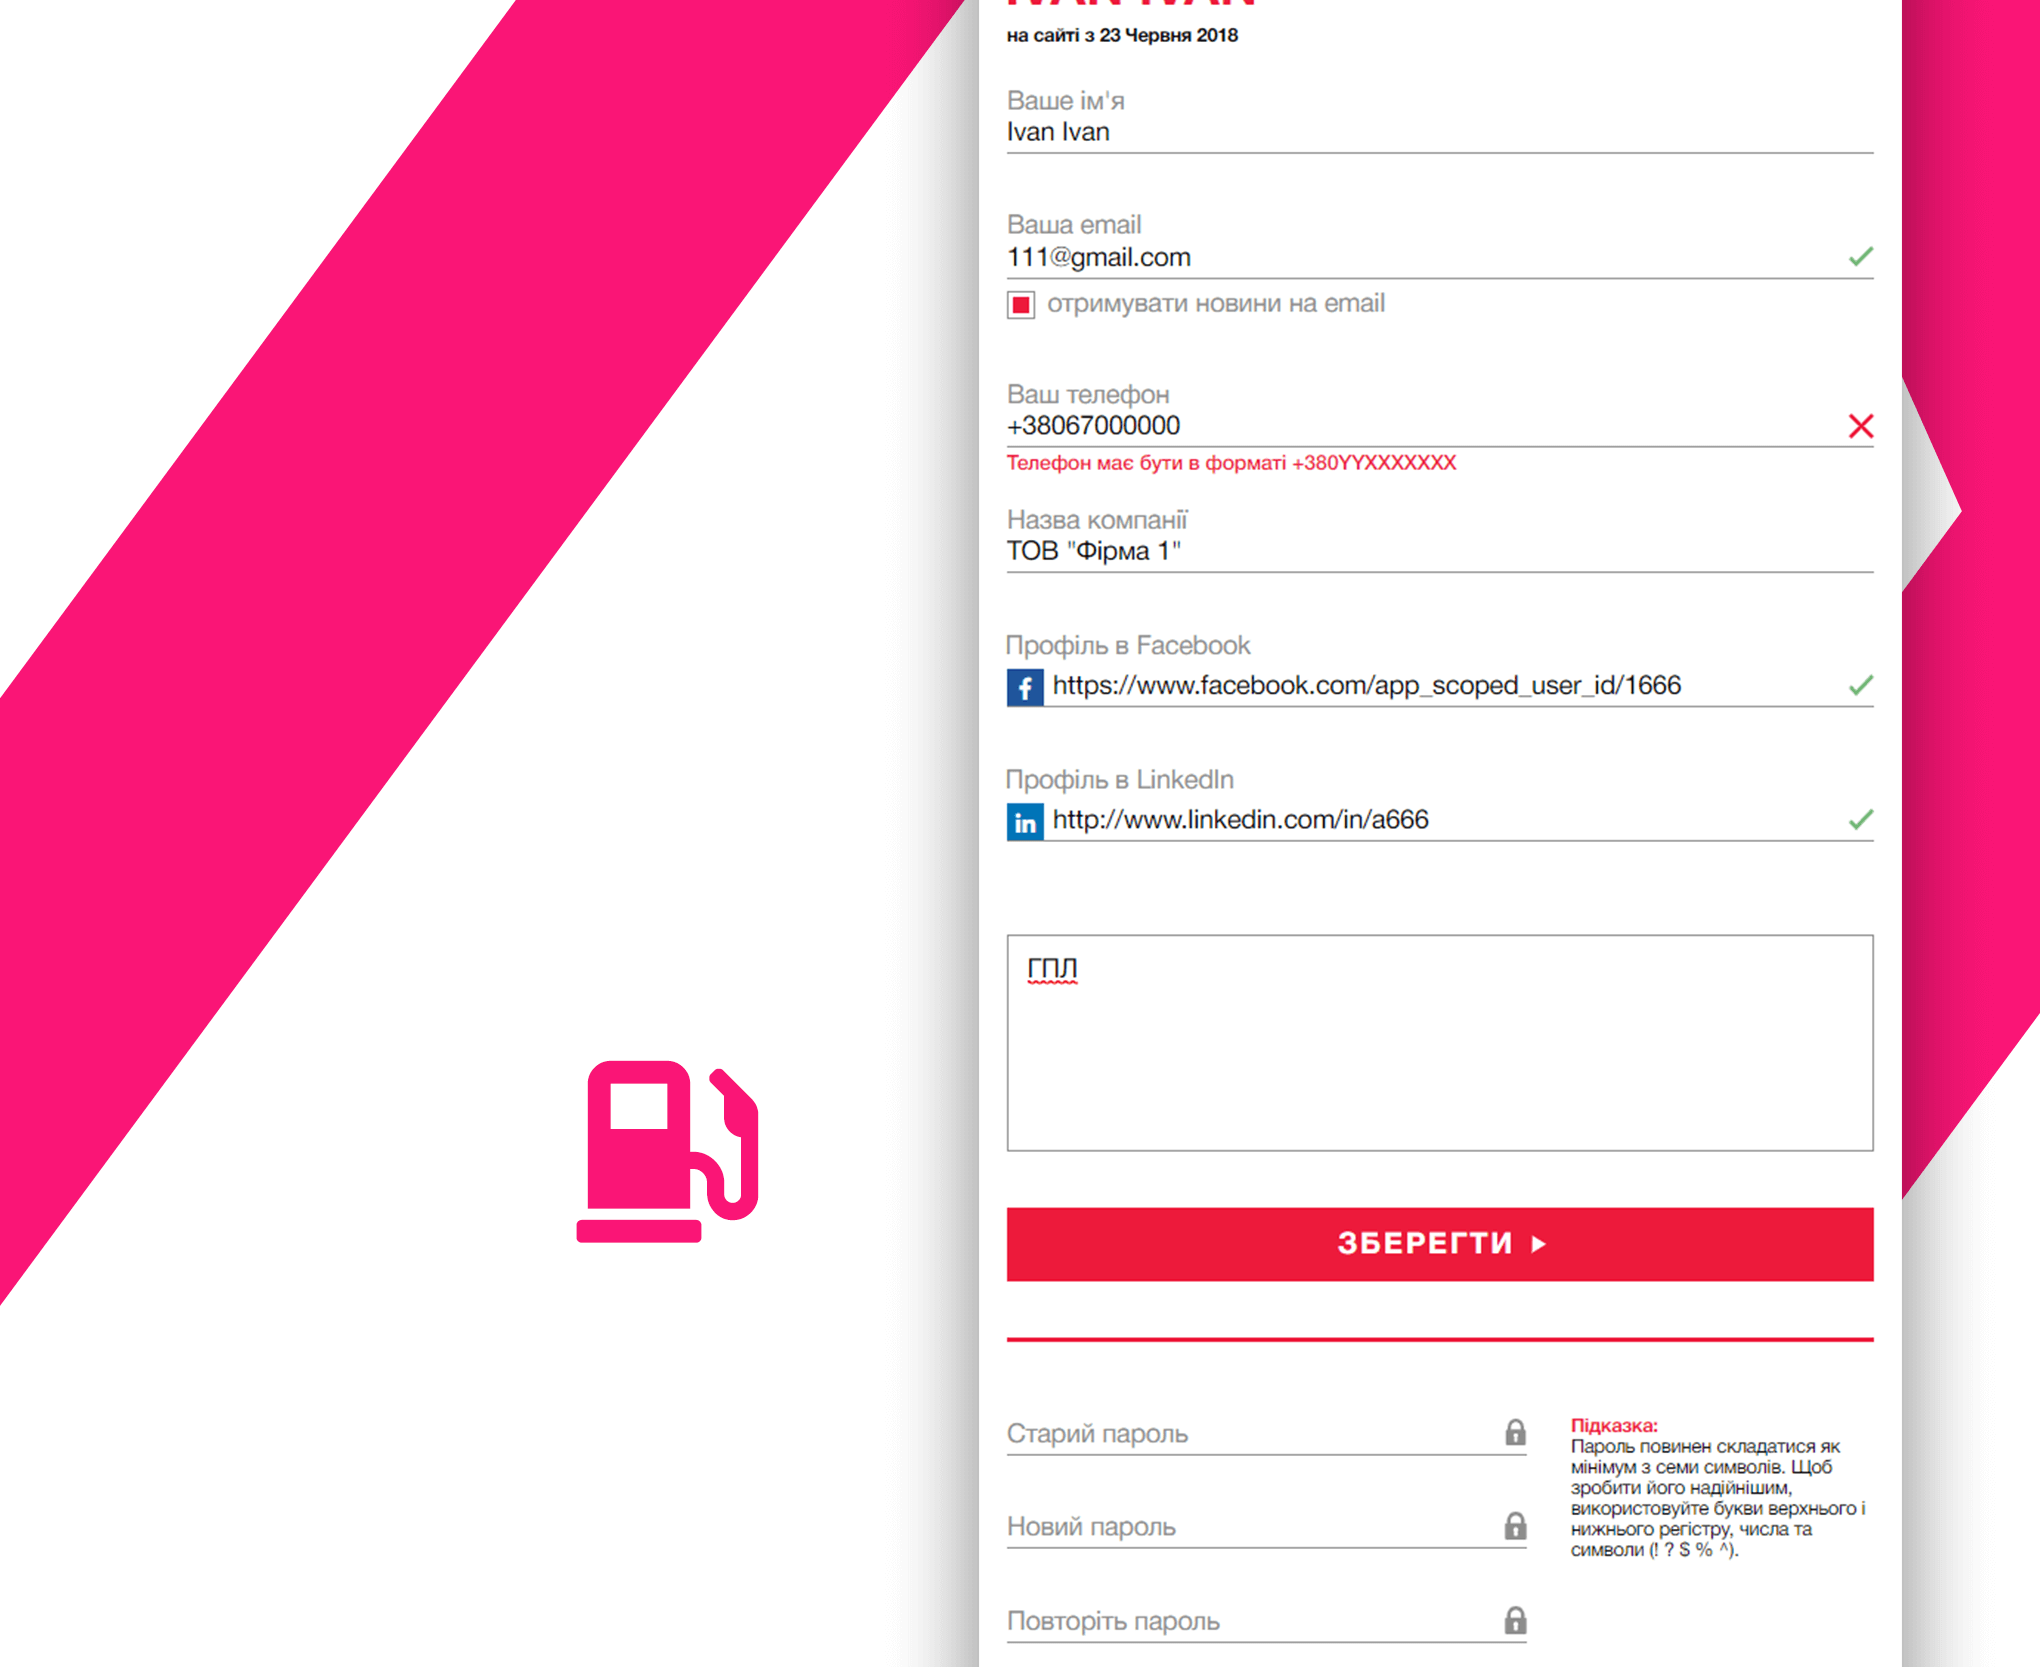 IVAN IVAN
на сайті з 23 Червня 2018
Ваше ім'я
Ivan Ivan
Ваша email
111@gmail.com
отримувати новини на email
Ваш телефон
+38067000000
Телефон має бути в форматі +380YYXXXXXXX
Назва компанії
ТОВ "Фірма 1"
Профіль в Facebook
f https://www.facebook.com/app_scoped_user_id/1666
Профіль в LinkedIn
in http://www.linkedin.com/in/a666
ГПЛ
ЗБЕРЕГТИ
Старий пароль
Новий пароль
Повторіть пароль
Підказка:
Пароль повинен складатися як
мінімум з семи символів. Щоб
зробити його надійнішим,
використовуйте букви верхнього і
нижнього регістру, числа та
символи (! ? $ % ^).